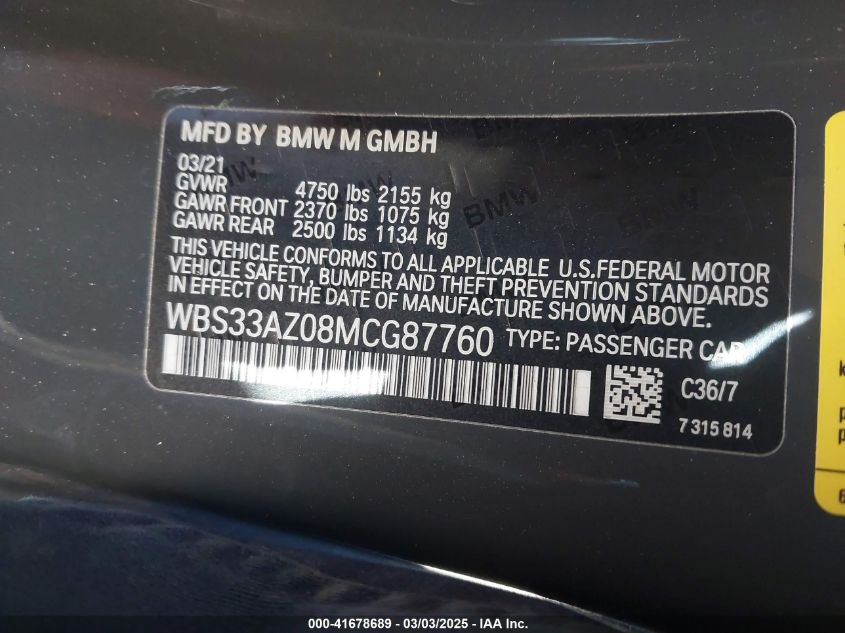 MFD BY BMW M GMBH
03/21
GVWR 4750 lbs 2155 kg
GAWR FRONT 2370 lbs 1075 kg
GAWR REAR 2500 lbs 1134 kg
THIS VEHICLE CONFORMS TO ALL APPLICABLE U.S.FEDERAL MOTOR
VEHICLE SAFETY, BUMPER AND THEFT PREVENTION STANDARDS
IN EFFECT ON THE DATE OF MANUFACTURE SHOWN ABOVE.
WBS33AZ08MCG87760 TYPE: PASSENGER CAR
C36/7
7 315 814
000-41678689 - 03/03/2025 - IAA Inc.